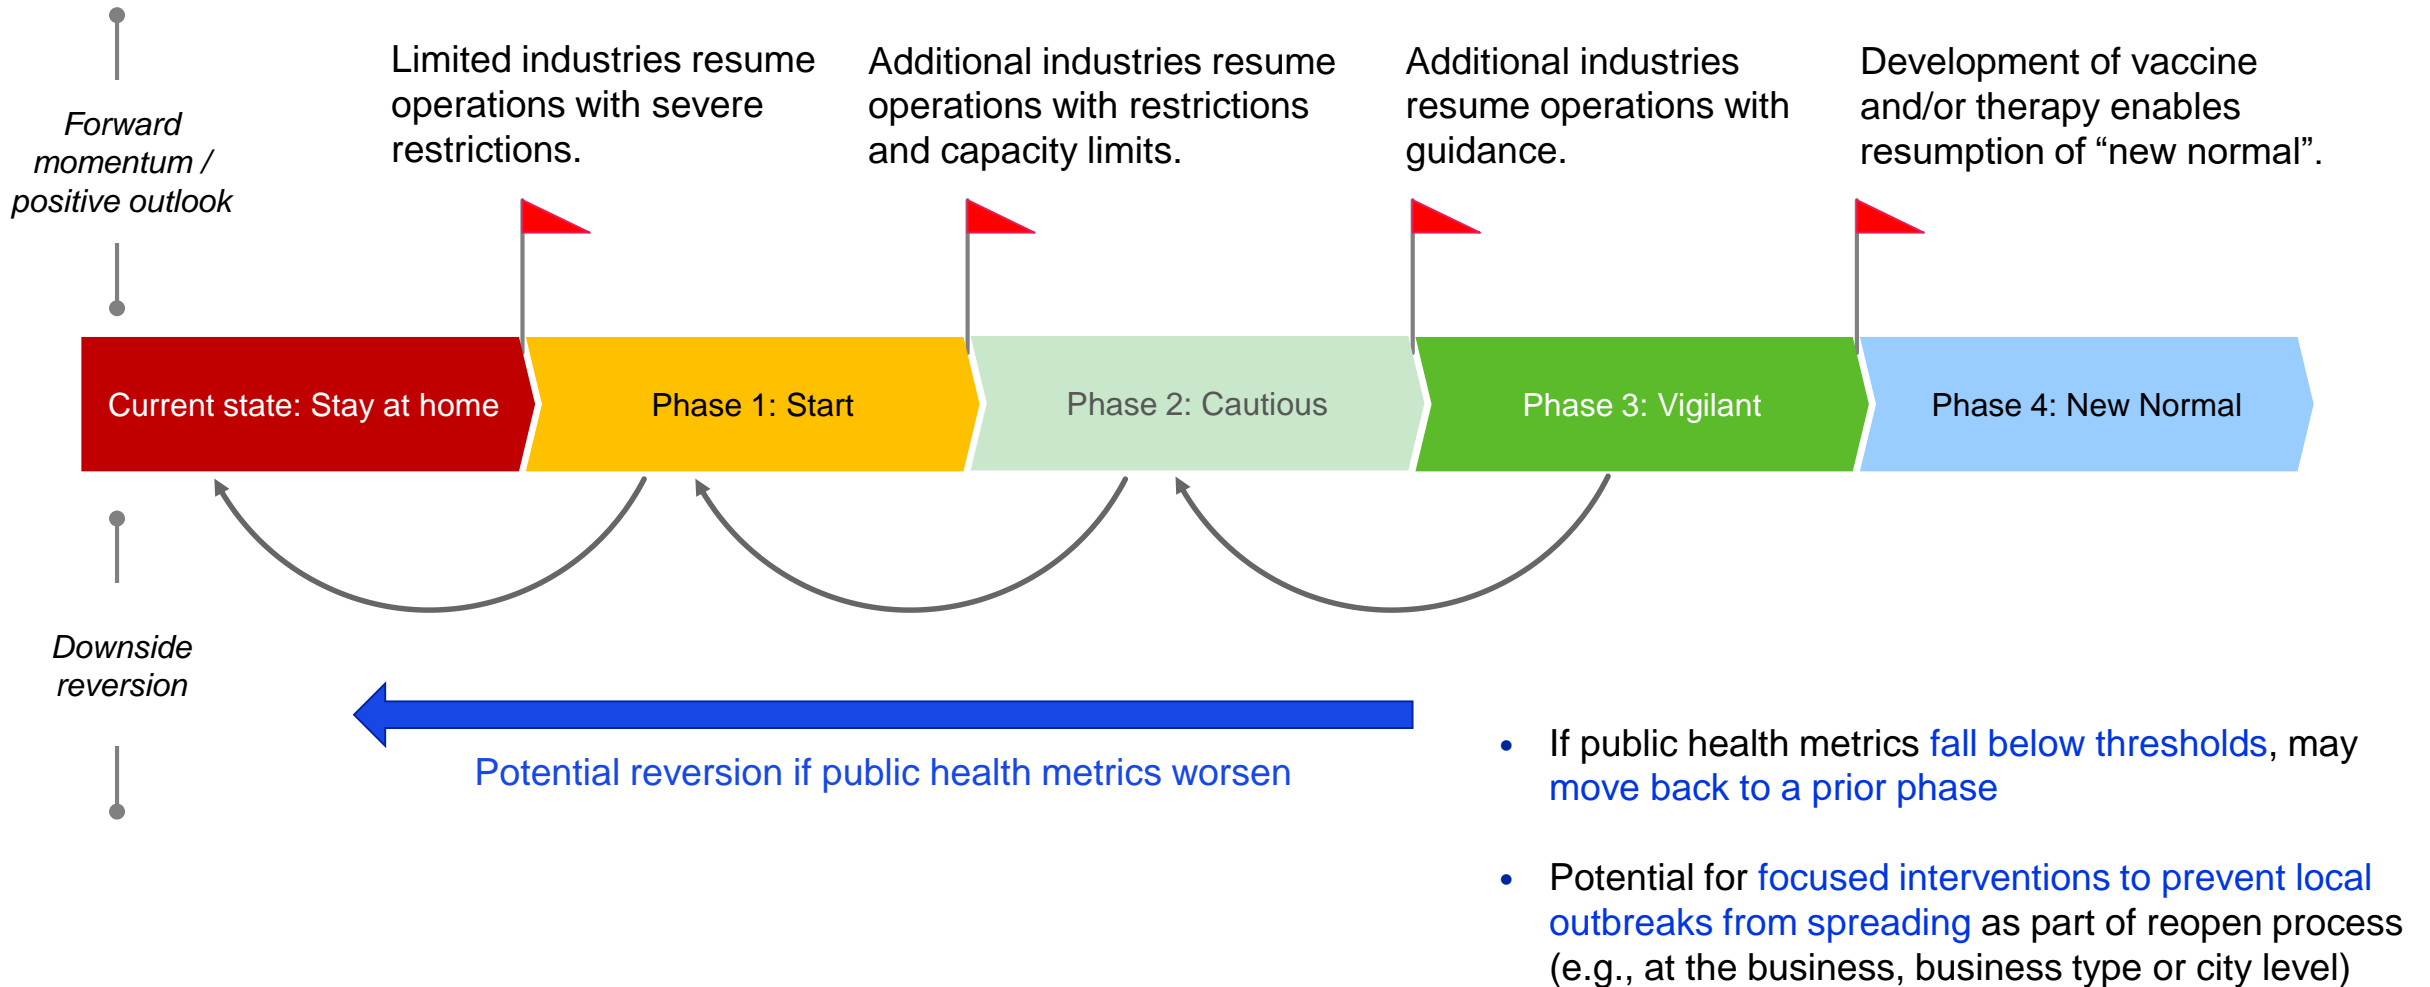 Forward
momentum /
positive outlook
Limited industries resume
operations with severe
restrictions.
Additional industries resume
operations with restrictions
and capacity limits.
Additional industries
resume operations with
guidance.
Development of vaccine
and/or therapy enables
resumption of “new normal”.
Current state: Stay at home
Phase 1: Start
Phase 2: Cautious
Phase 3: Vigilant
Phase 4: New Normal
Downside
reversion
Potential reversion if public health metrics worsen
• If public health metrics fall below thresholds, may
move back to a prior phase
• Potential for focused interventions to prevent local
outbreaks from spreading as part of reopen process
(e.g., at the business, business type or city level)